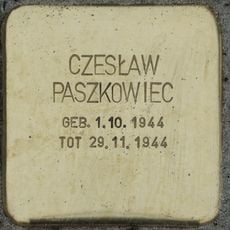 CZESŁAW
PASZKOWIEC
GEB. 1.10. 1944
TOT 29.11.1944